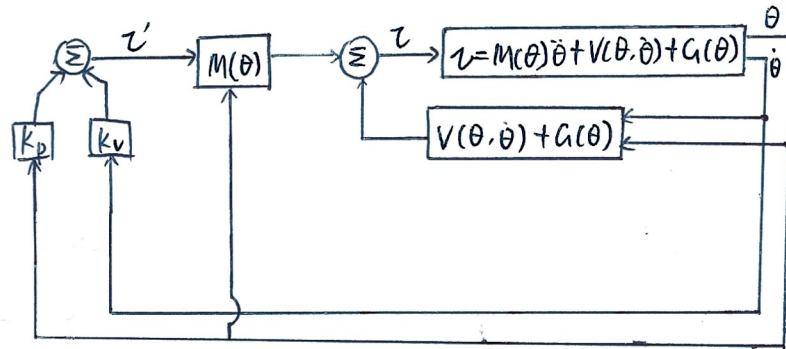 Σ τ' M(θ) Σ τ τ=M(θ)θ̈+V(θ,θ̇)+G(θ) θ
θ̇
Kp Kv V(θ,θ̇)+G(θ)